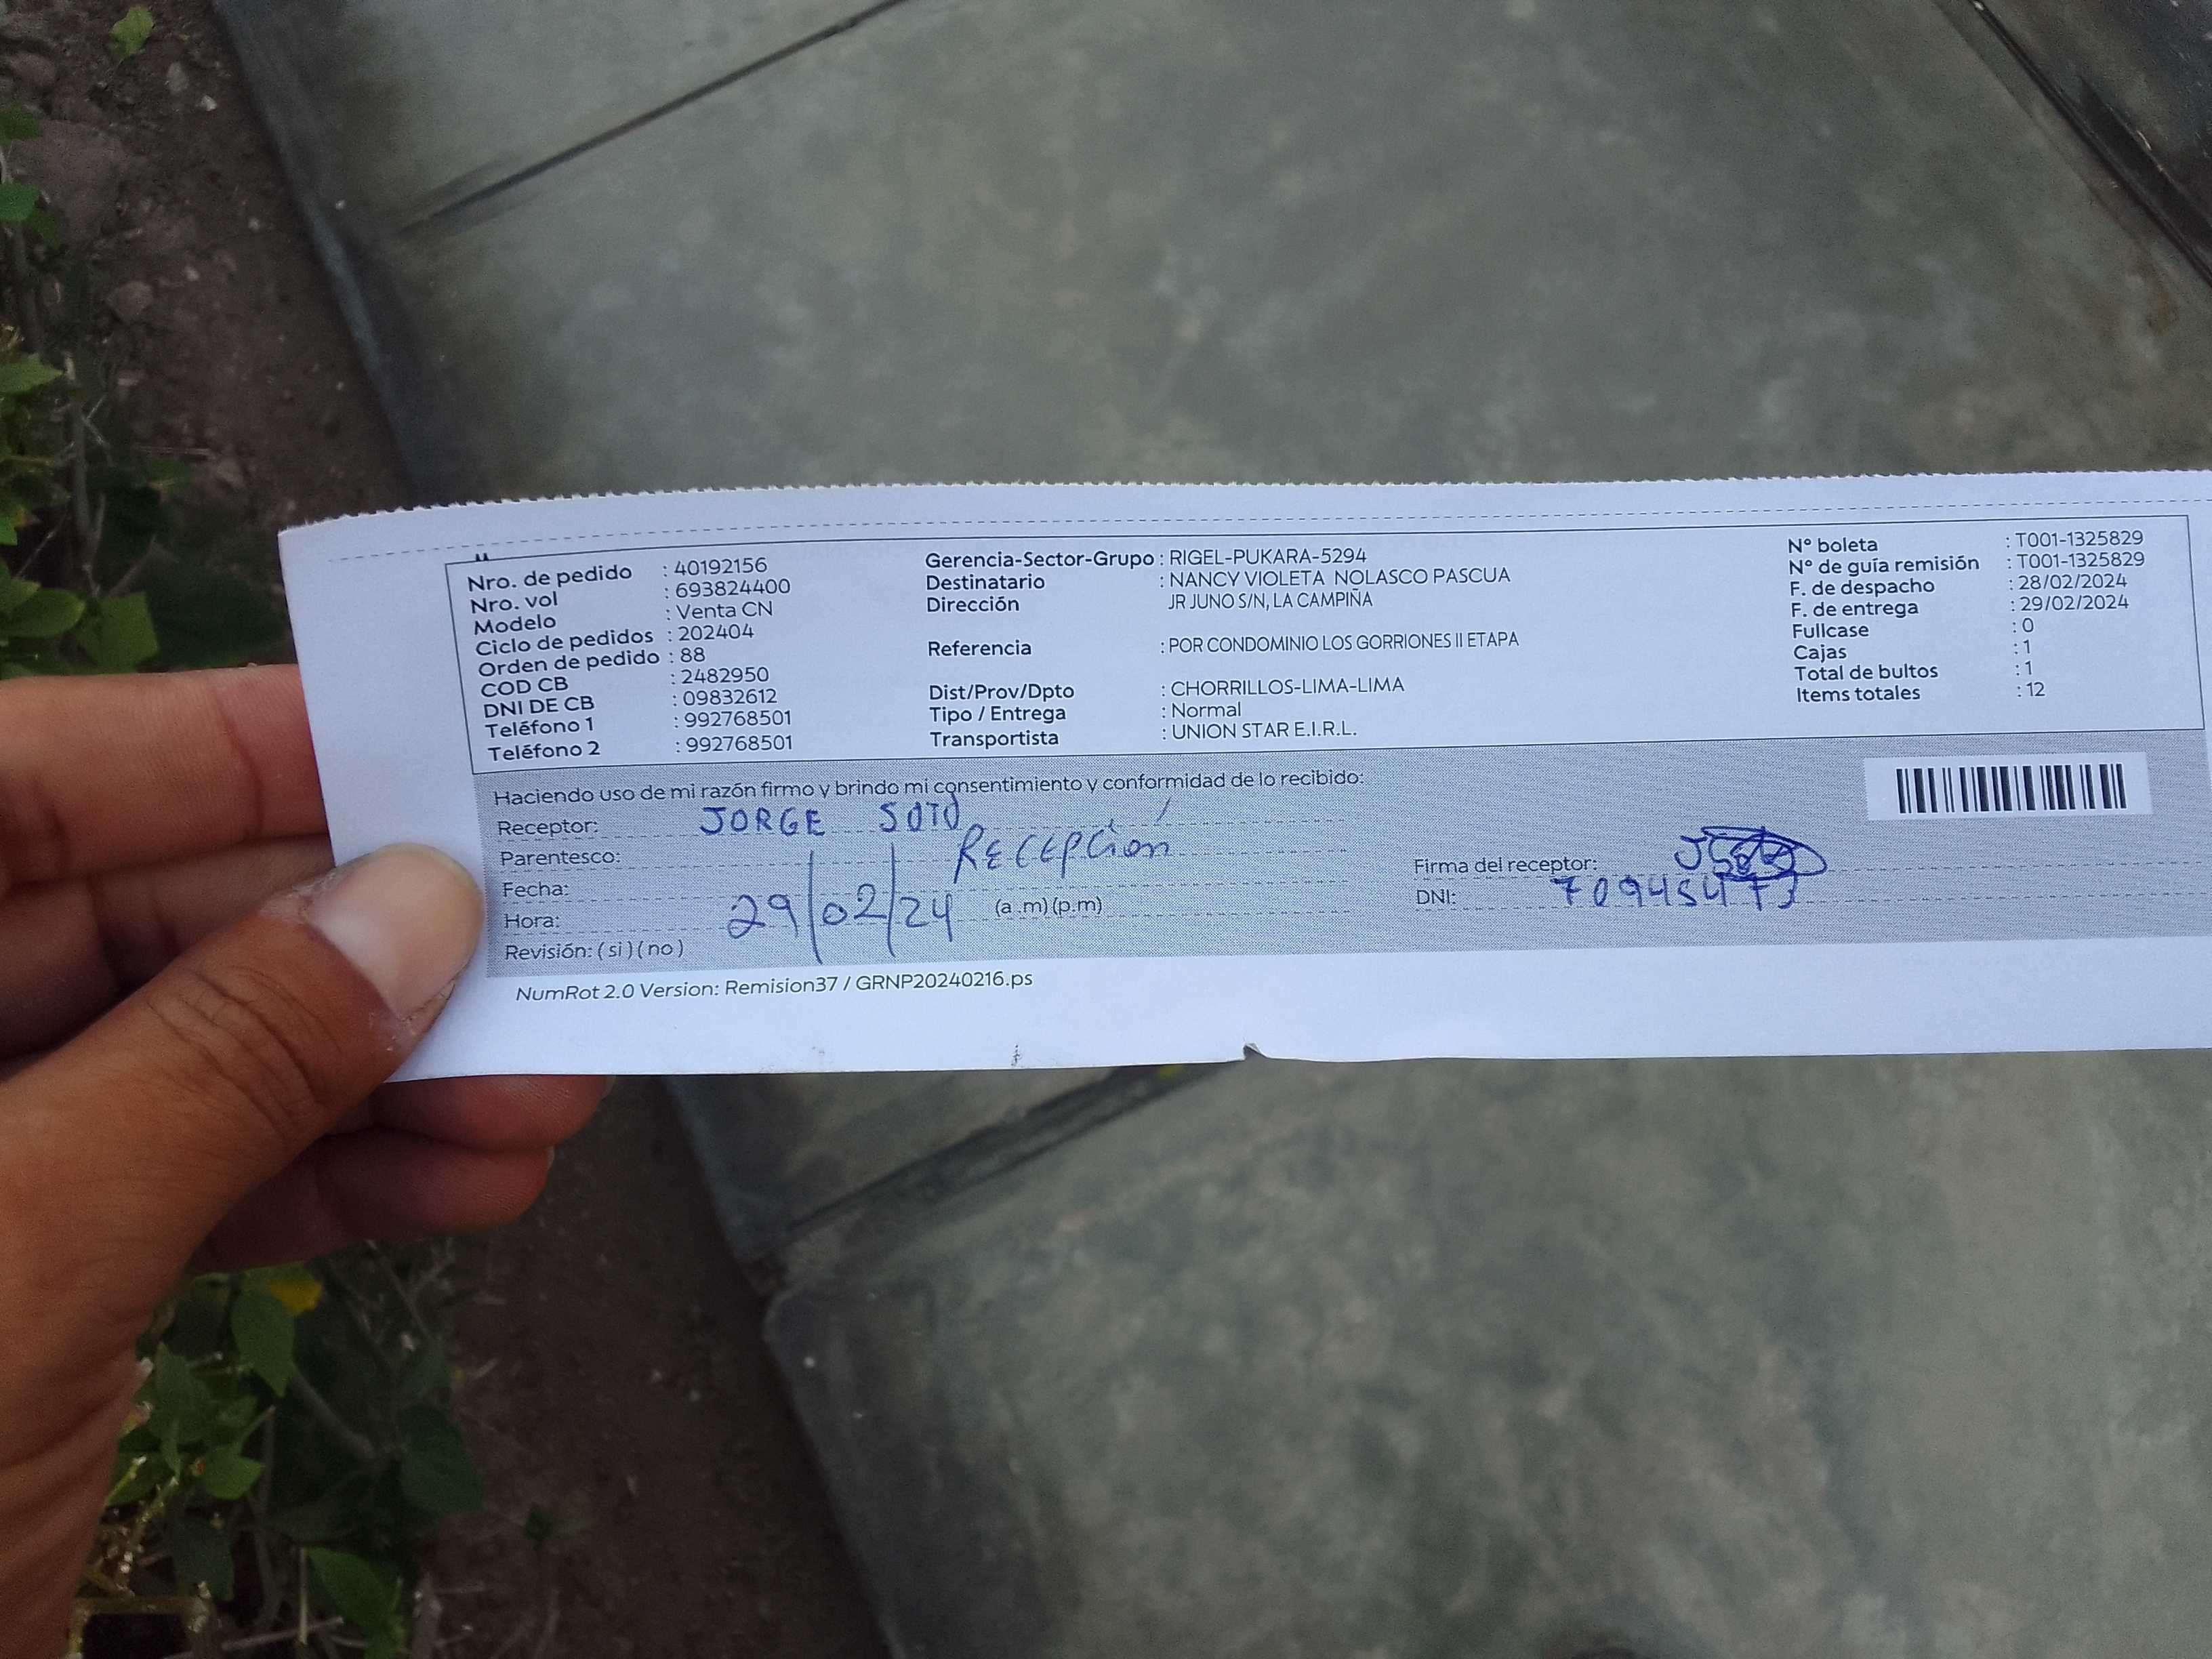 Nro. de pedido : 40192156
Nro. vol : 693824400
Modelo : Venta CN
Ciclo de pedidos : 202404
Orden de pedido : 88
COD CB : 2482950
DNI DE CB : 09832612
Teléfono 1 : 992768501
Teléfono 2 : 992768501
Gerencia-Sector-Grupo : RIGEL-PUKARA-5294
Destinatario : NANCY VIOLETA NOLASCO PASCUA
Dirección JR JUNO S/N, LA CAMPIÑA
Referencia : POR CONDOMINIO LOS GORRIONES II ETAPA
Dist/Prov/Dpto : CHORRILLOS-LIMA-LIMA
Tipo / Entrega : Normal
Transportista : UNION STAR E.I.R.L.
N° boleta : T001-1325829
N° de guía remisión : T001-1325829
F. de despacho : 28/02/2024
F. de entrega : 29/02/2024
Fullcase : 0
Cajas : 1
Total de bultos : 1
Items totales : 12
Haciendo uso de mi razón firmo y brindo mi consentimiento y conformidad de lo recibido:
Receptor: JORGE SOTO
Parentesco: RECEPCIÓN
Fecha:
Hora: 29/02/24 (a .m) (p.m)
Revisión: ( si ) ( no )
Firma del receptor:
DNI:
NumRot 2.0 Version: Remision37 / GRNP20240216.ps